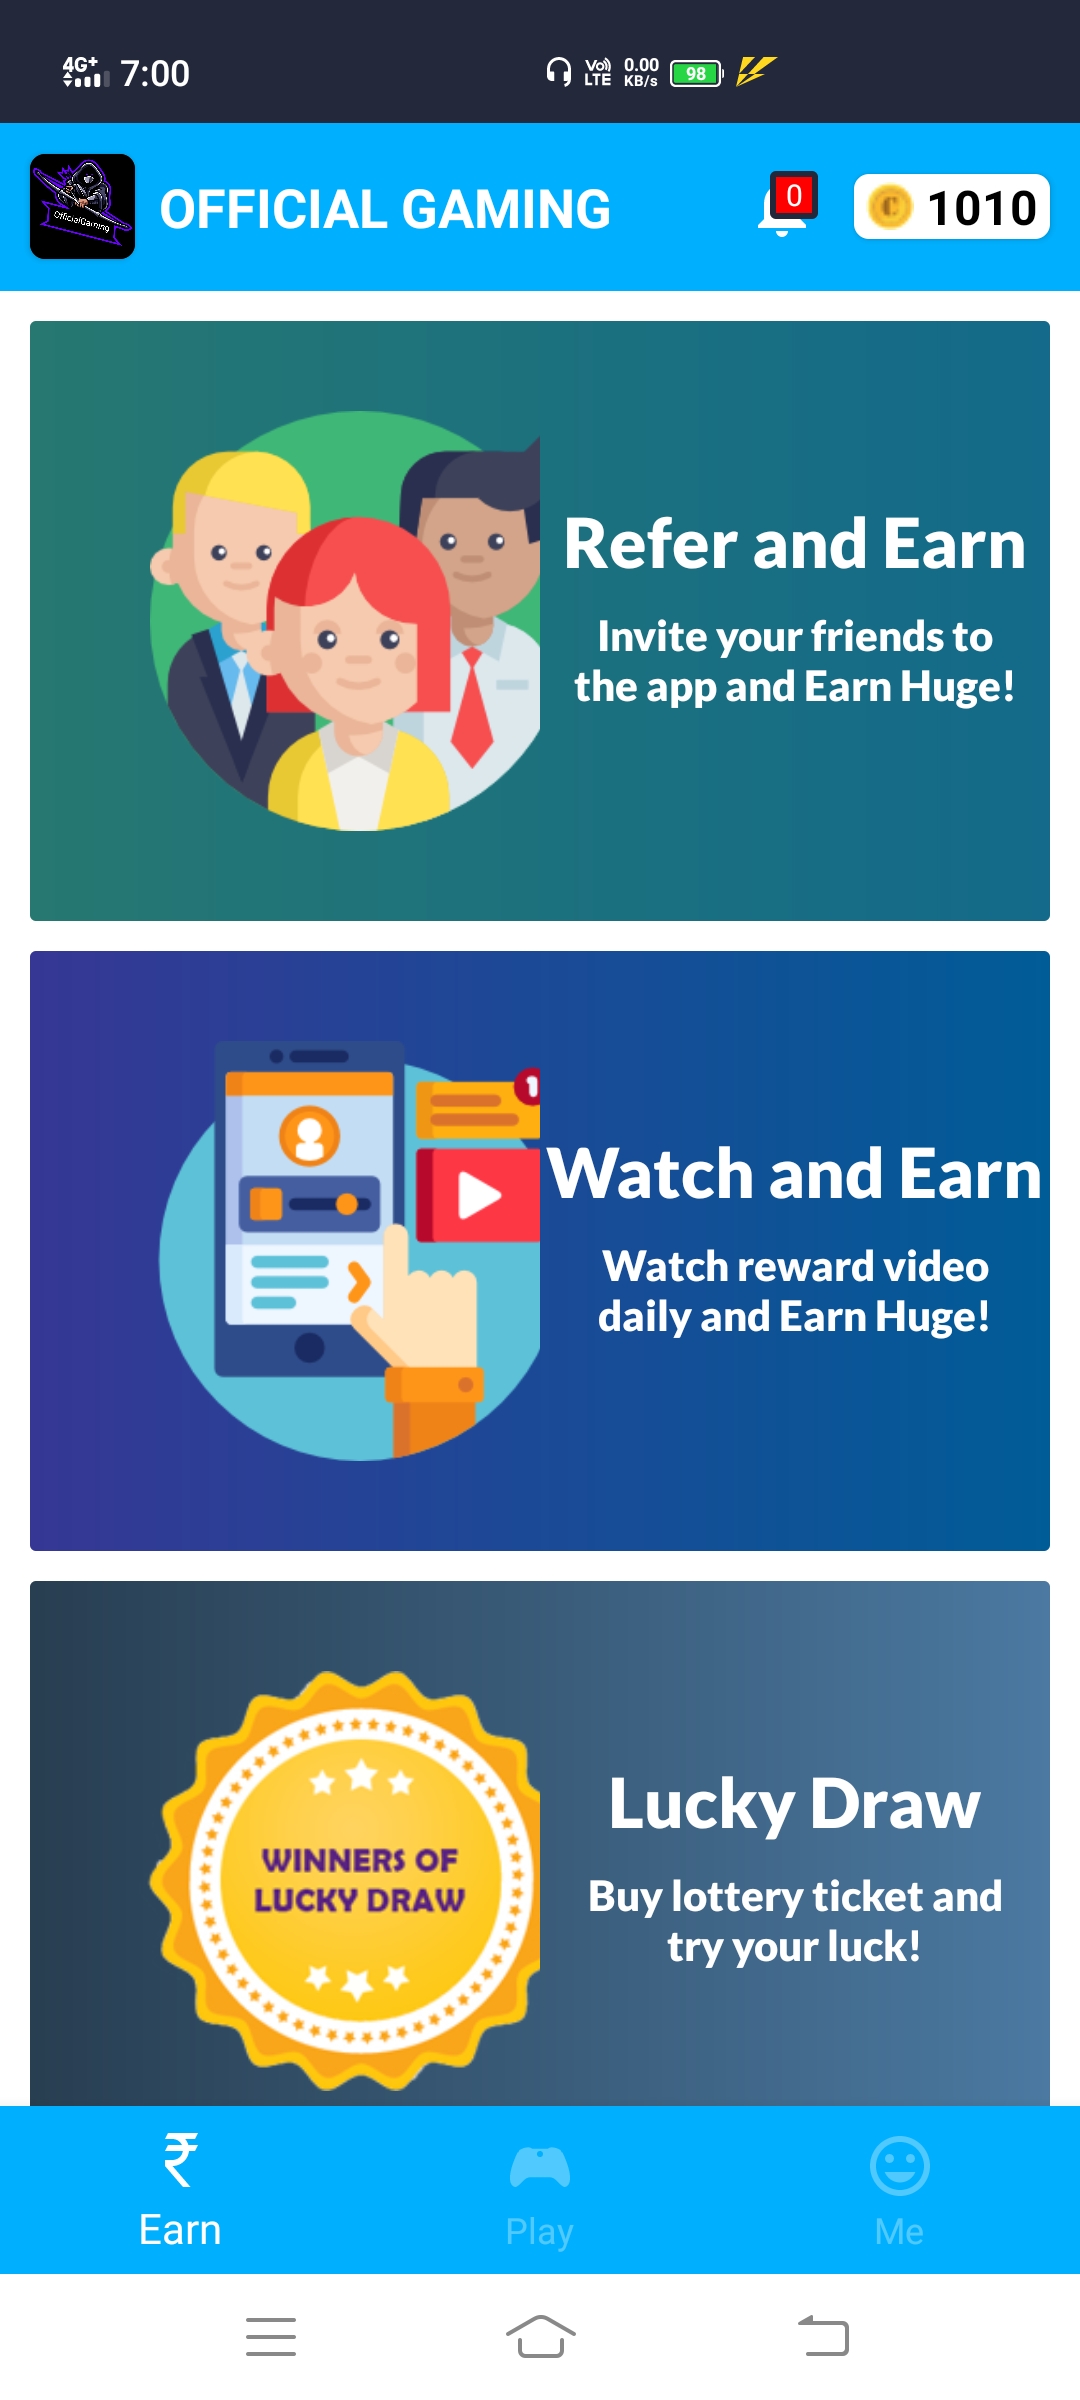 4G+ 7:00 Vo) LTE 0.00 KB/s 98
OfficialGaming
OFFICIAL GAMING
0
1010
Refer and Earn
Invite your friends to
the app and Earn Huge!
1
Watch and Earn
Watch reward video
daily and Earn Huge!
WINNERS OF
LUCKY DRAW
Lucky Draw
Buy lottery ticket and
try your luck!
₹
Earn
Play
Me